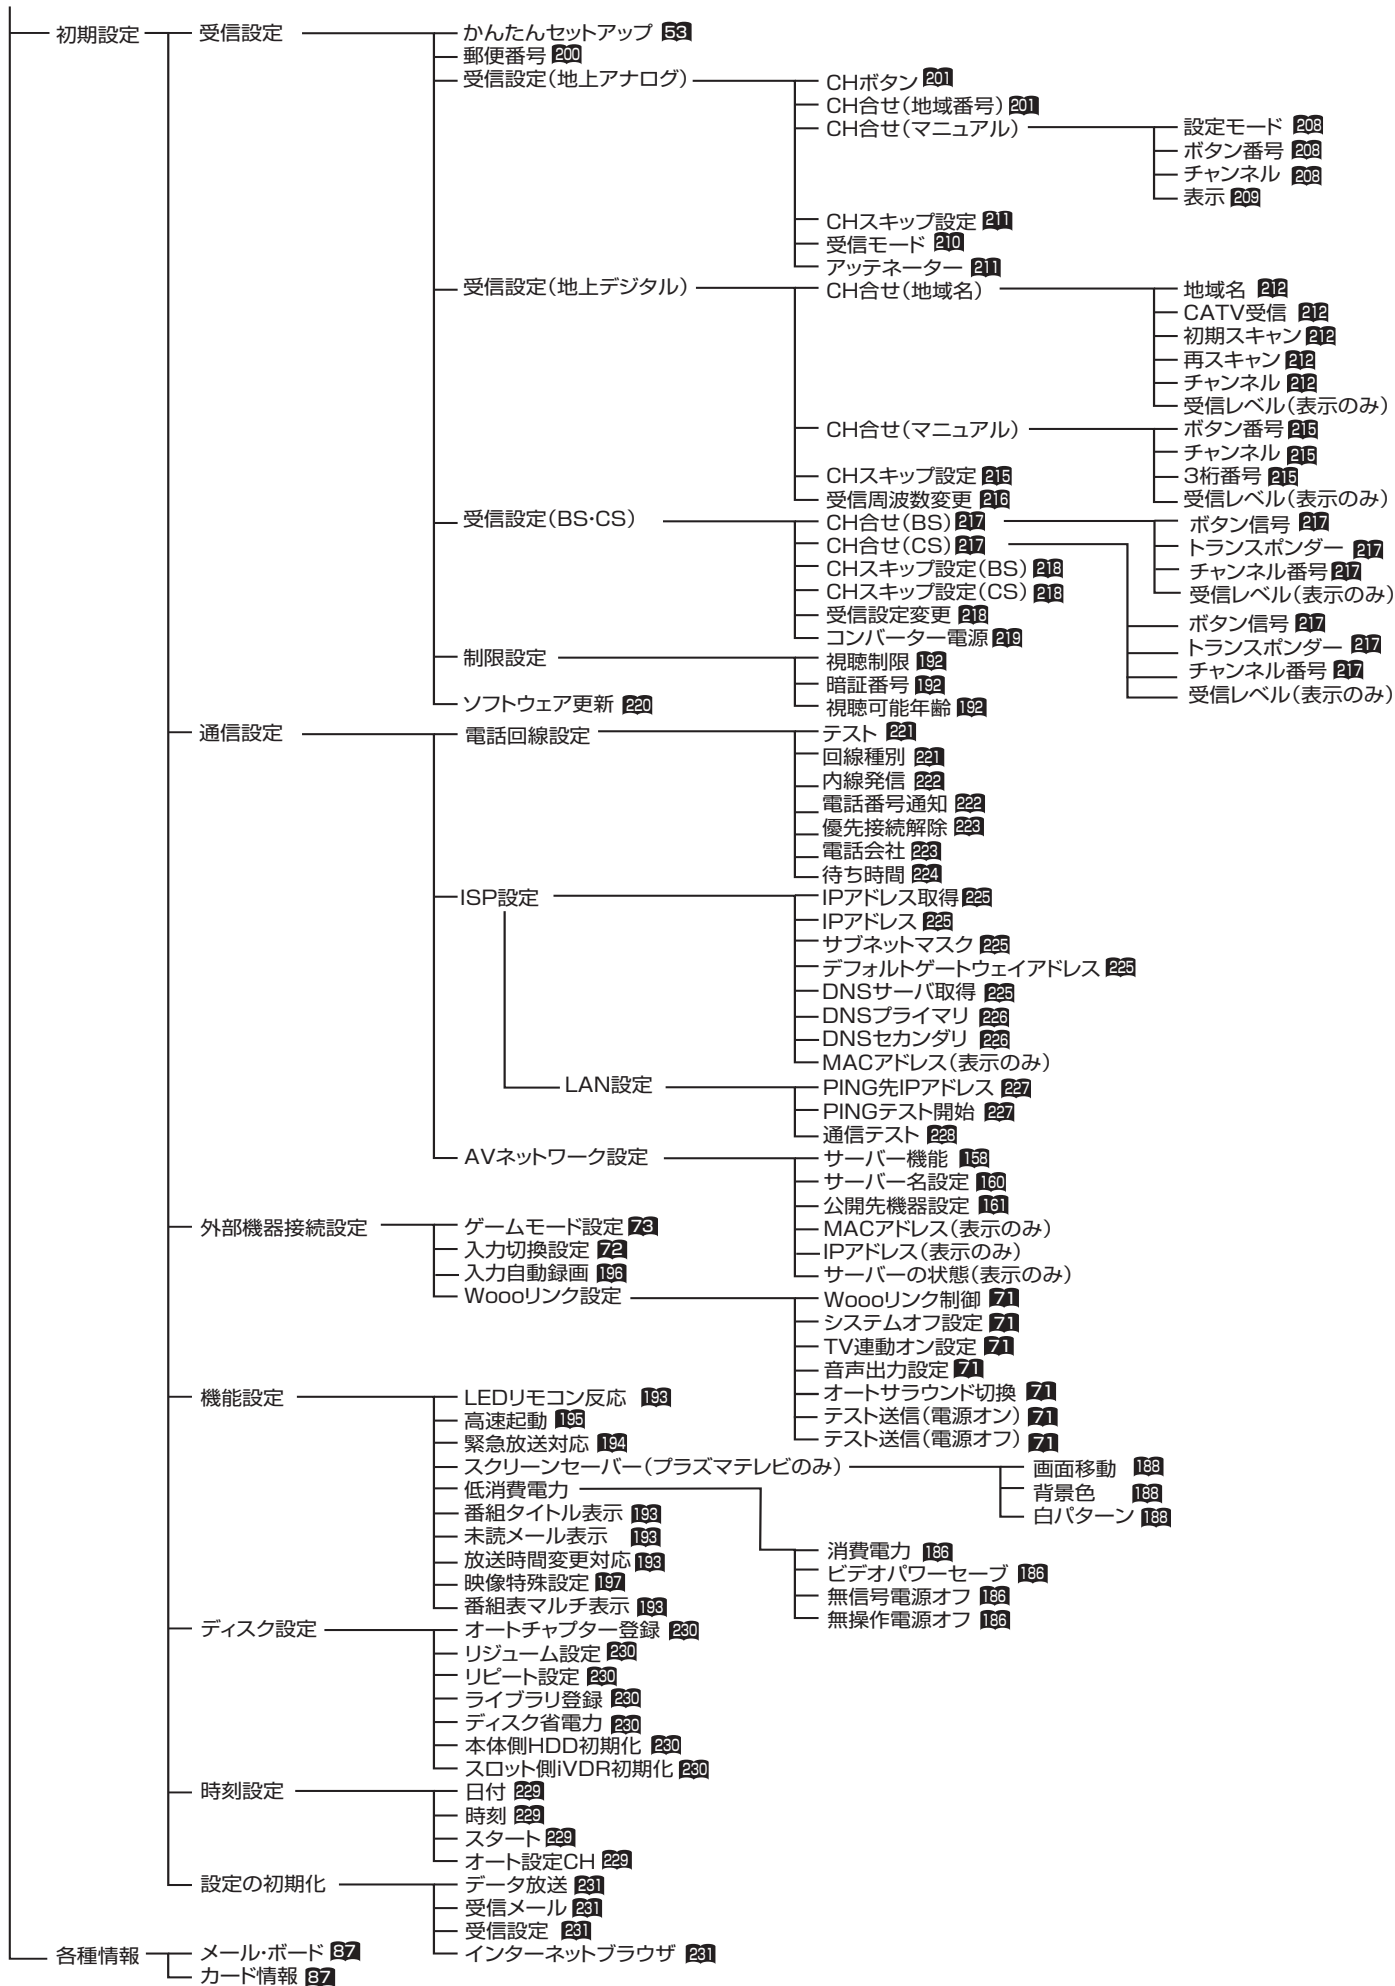 初期設定
受信設定
かんたんセットアップ 53
郵便番号 200
受信設定(地上アナログ)
CHボタン 201
CH合せ(地域番号) 201
CH合せ(マニュアル)
設定モード 208
ボタン番号 208
チャンネル 208
表示 209
CHスキップ設定 211
受信モード 210
アッテネーター 211
受信設定(地上デジタル)
CH合せ(地域名)
地域名 212
CATV受信 212
初期スキャン 212
再スキャン 212
チャンネル 212
受信レベル(表示のみ)
CH合せ(マニュアル)
ボタン番号 215
チャンネル 215
3桁番号 215
受信レベル(表示のみ)
CHスキップ設定 215
受信周波数変更 216
受信設定(BS・CS)
CH合せ(BS) 217
ボタン信号 217
トランスポンダー 217
チャンネル番号 217
受信レベル(表示のみ)
CH合せ(CS) 217
ボタン信号 217
トランスポンダー 217
チャンネル番号 217
受信レベル(表示のみ)
CHスキップ設定(BS) 218
CHスキップ設定(CS) 218
受信設定変更 218
コンバーター電源 219
制限設定
視聴制限 192
暗証番号 192
視聴可能年齢 192
ソフトウェア更新 220
通信設定
電話回線設定
テスト 221
回線種別 221
内線発信 222
電話番号通知 222
優先接続解除 223
電話会社 223
待ち時間 224
ISP設定
IPアドレス取得 225
IPアドレス 225
サブネットマスク 225
デフォルトゲートウェイアドレス 225
DNSサーバ取得 225
DNSプライマリ 226
DNSセカンダリ 226
MACアドレス(表示のみ)
LAN設定
PING先IPアドレス 227
PINGテスト開始 227
通信テスト 228
AVネットワーク設定
サーバー機能 158
サーバー名設定 160
公開先機器設定 161
MACアドレス(表示のみ)
IPアドレス(表示のみ)
サーバーの状態(表示のみ)
外部機器接続設定
ゲームモード設定 73
入力切換設定 72
入力自動録画 196
Woooリンク設定
Woooリンク制御 71
システムオフ設定 71
TV連動オン設定 71
音声出力設定 71
オートサラウンド切換 71
テスト送信(電源オン) 71
テスト送信(電源オフ) 71
機能設定
LEDリモコン反応 193
高速起動 195
緊急放送対応 194
スクリーンセーバー(プラズマテレビのみ)
画面移動 188
背景色 188
白パターン 188
低消費電力
消費電力 186
ビデオパワーセーブ 186
無信号電源オフ 186
無操作電源オフ 186
番組タイトル表示 193
未読メール表示 193
放送時間変更対応 193
映像特殊設定 197
番組表マルチ表示 193
ディスク設定
オートチャプター登録 230
リジューム設定 230
リピート設定 230
ライブラリ登録 230
ディスク省電力 230
本体側HDD初期化 230
スロット側iVDR初期化 230
時刻設定
日付 229
時刻 229
スタート 229
オート設定CH 229
設定の初期化
データ放送 231
受信メール 231
受信設定 231
インターネットブラウザ 231
各種情報
メール・ボード 87
カード情報 87